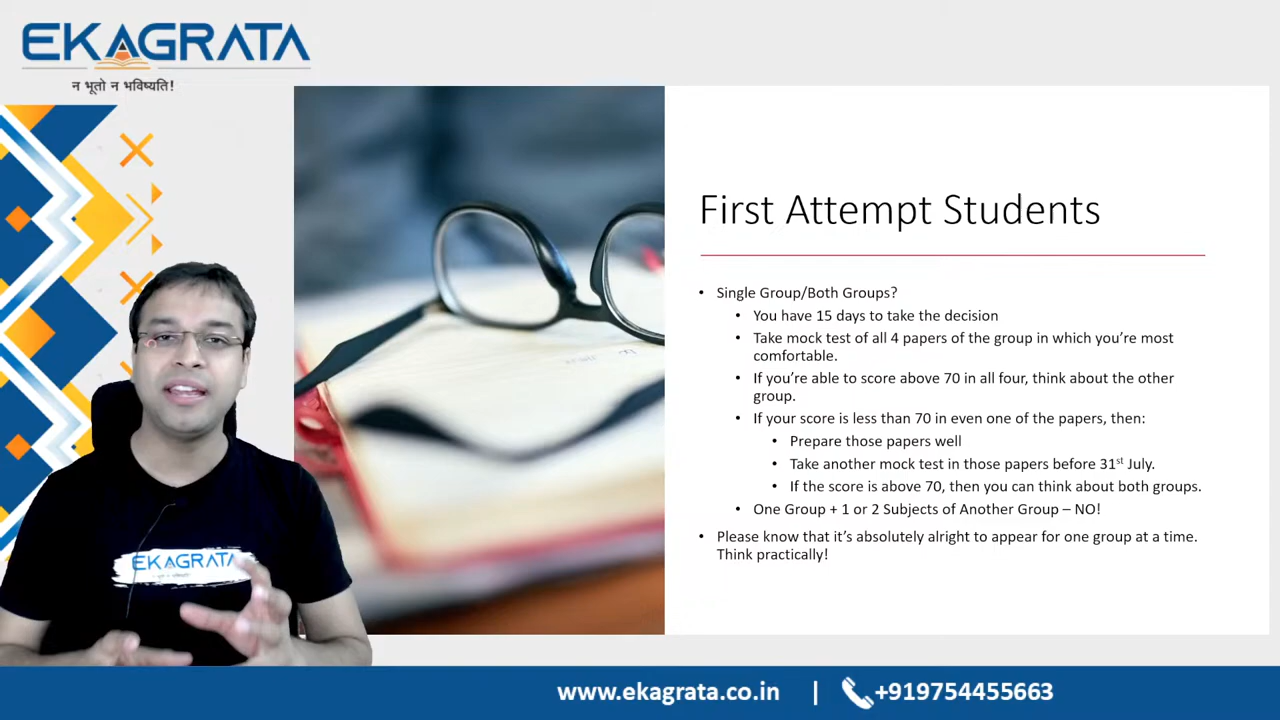 EKAGRATA
न भूतो न भविष्यति!
First Attempt Students
• Single Group/Both Groups?
• You have 15 days to take the decision
• Take mock test of all 4 papers of the group in which you’re most
comfortable.
• If you’re able to score above 70 in all four, think about the other
group.
• If your score is less than 70 in even one of the papers, then:
• Prepare those papers well
• Take another mock test in those papers before 31st July.
• If the score is above 70, then you can think about both groups.
• One Group + 1 or 2 Subjects of Another Group – NO!
• Please know that it’s absolutely alright to appear for one group at a time.
Think practically!
EKAGRATA
www.ekagrata.co.in | +919754455663